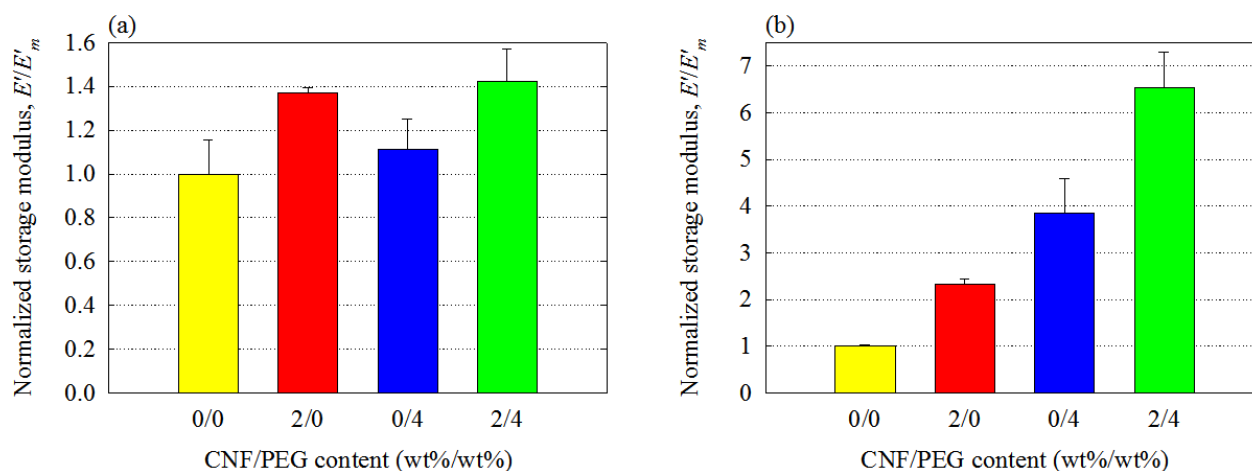 (a)
Normalized storage modulus, E'/E'm
1.6
1.4
1.2
1.0
0.8
0.6
0.4
0.2
0.0
0/0 2/0 0/4 2/4
CNF/PEG content (wt%/wt%)
(b)
Normalized storage modulus, E'/E'm
7
6
5
4
3
2
1
0
0/0 2/0 0/4 2/4
CNF/PEG content (wt%/wt%)